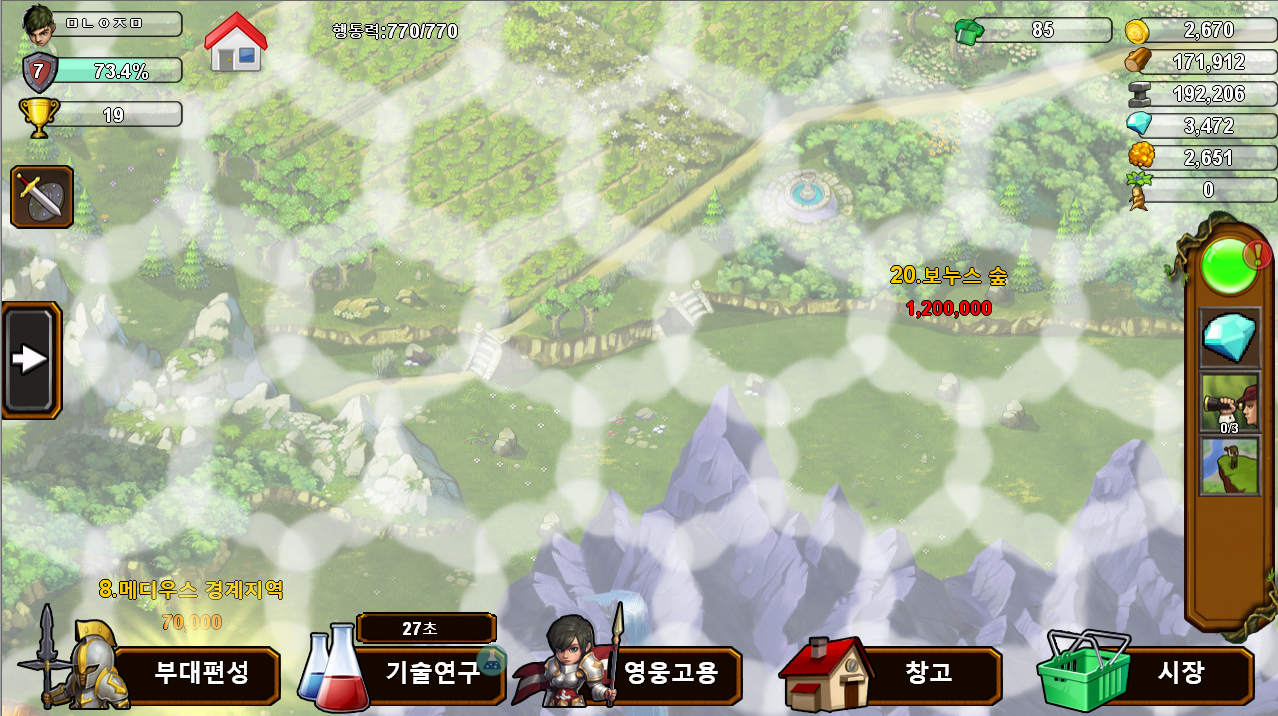 ㅁㄴㅇㅈㅁ
행동력:770/770
85
2,670
7
73.4%
171,912
19
192,206
3,472
2,651
0
20.보누스 숲
1,200,000
0/3
8.메디우스 경계지역
70,000
27초
부대편성
기술연구
영웅고용
창고
시장